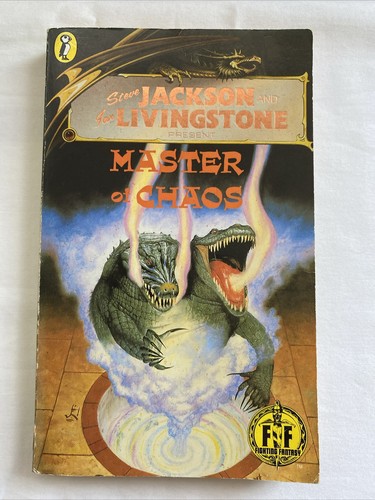 Steve JACKSON AND
Ian LIVINGSTONE
PRESENT
MASTER
of CHAOS
FF
FIGHTING FANTASY